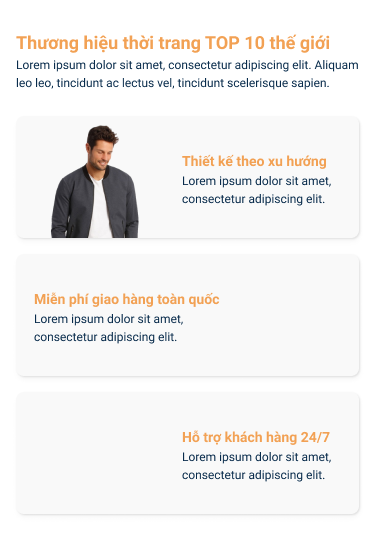 Thương hiệu thời trang TOP 10 thế giới
Lorem ipsum dolor sit amet, consectetur adipiscing elit. Aliquam
leo leo, tincidunt ac lectus vel, tincidunt scelerisque sapien.
Thiết kế theo xu hướng
Lorem ipsum dolor sit amet,
consectetur adipiscing elit.
Miễn phí giao hàng toàn quốc
Lorem ipsum dolor sit amet,
consectetur adipiscing elit.
Hỗ trợ khách hàng 24/7
Lorem ipsum dolor sit amet,
consectetur adipiscing elit.